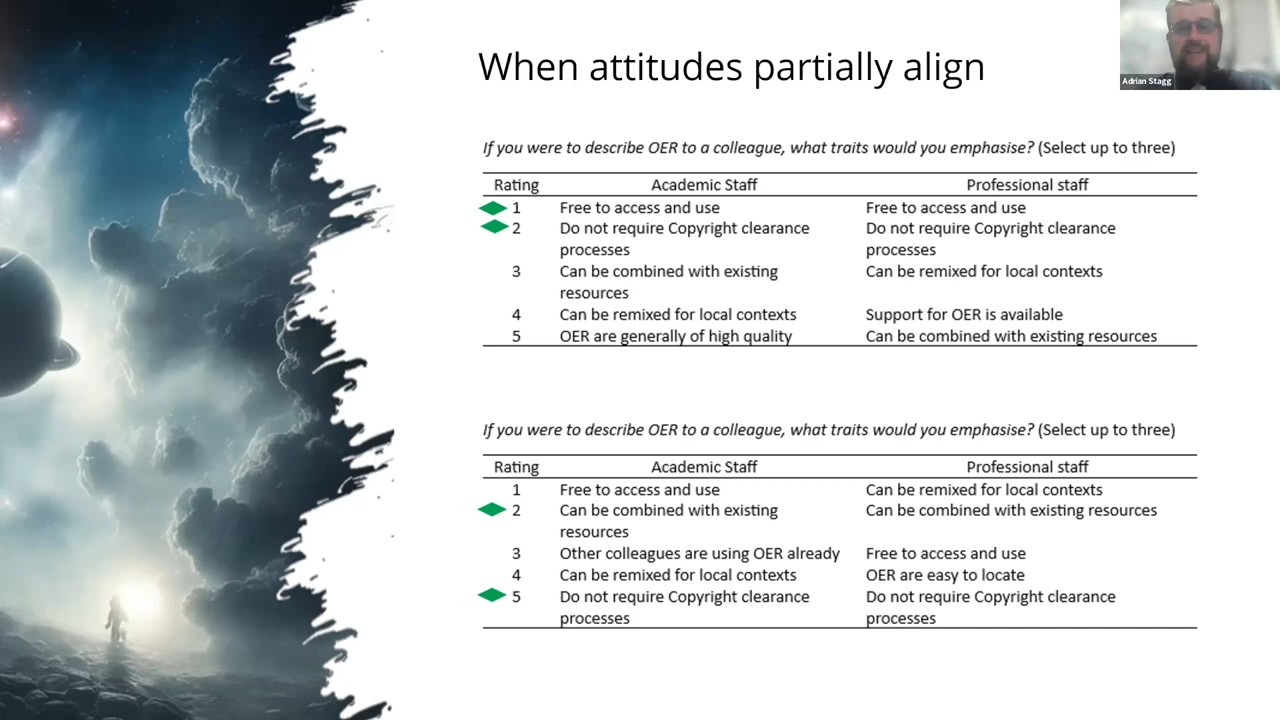 When attitudes partially align
Adrian Stagg
If you were to describe OER to a colleague, what traits would you emphasise? (Select up to three)
Rating Academic Staff Professional staff
1 Free to access and use Free to access and use
2 Do not require Copyright clearance Do not require Copyright clearance
processes processes
3 Can be combined with existing Can be remixed for local contexts
resources
4 Can be remixed for local contexts Support for OER is available
5 OER are generally of high quality Can be combined with existing resources
If you were to describe OER to a colleague, what traits would you emphasise? (Select up to three)
Rating Academic Staff Professional staff
1 Free to access and use Can be remixed for local contexts
2 Can be combined with existing Can be combined with existing resources
resources
3 Other colleagues are using OER already Free to access and use
4 Can be remixed for local contexts OER are easy to locate
5 Do not require Copyright clearance Do not require Copyright clearance
processes processes